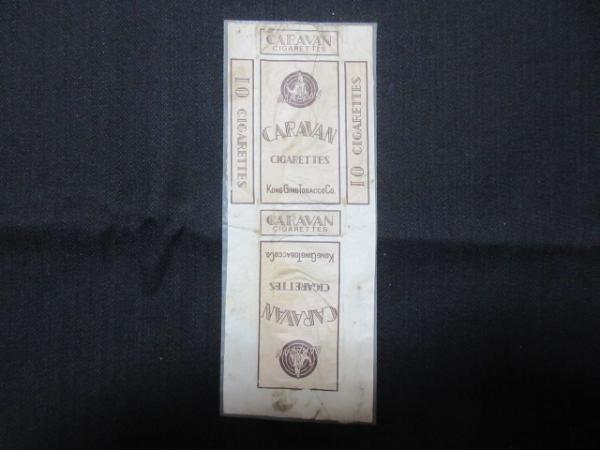 CARAVAN
CIGARETTES
10 CIGARETTES
CARAVAN
CIGARETTES
KONG GING TOBACCO CO.
10 CIGARETTES
CARAVAN
CIGARETTES
KONG GING TOBACCO CO.
CIGARETTES
CARAVAN